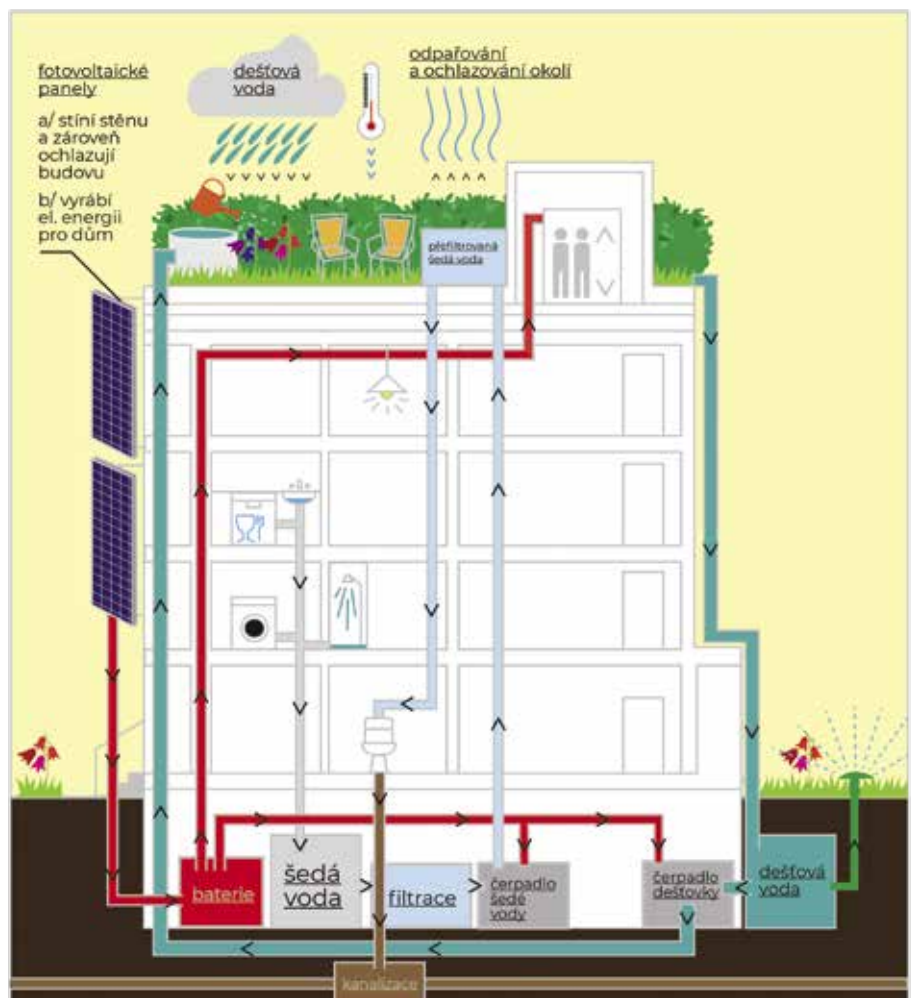 fotovoltaické
panely
a/ stíní stěnu
a zároveň
ochlazují
budovu
b/ vyrábí
el. energii
pro dům
dešťová
voda
odpařování
a ochlazování okolí
přefiltrovaná
šedá voda
baterie
šedá
voda
filtrace
čerpadlo
šedé
vody
čerpadlo
dešťovky
dešťová
voda
kanalizace